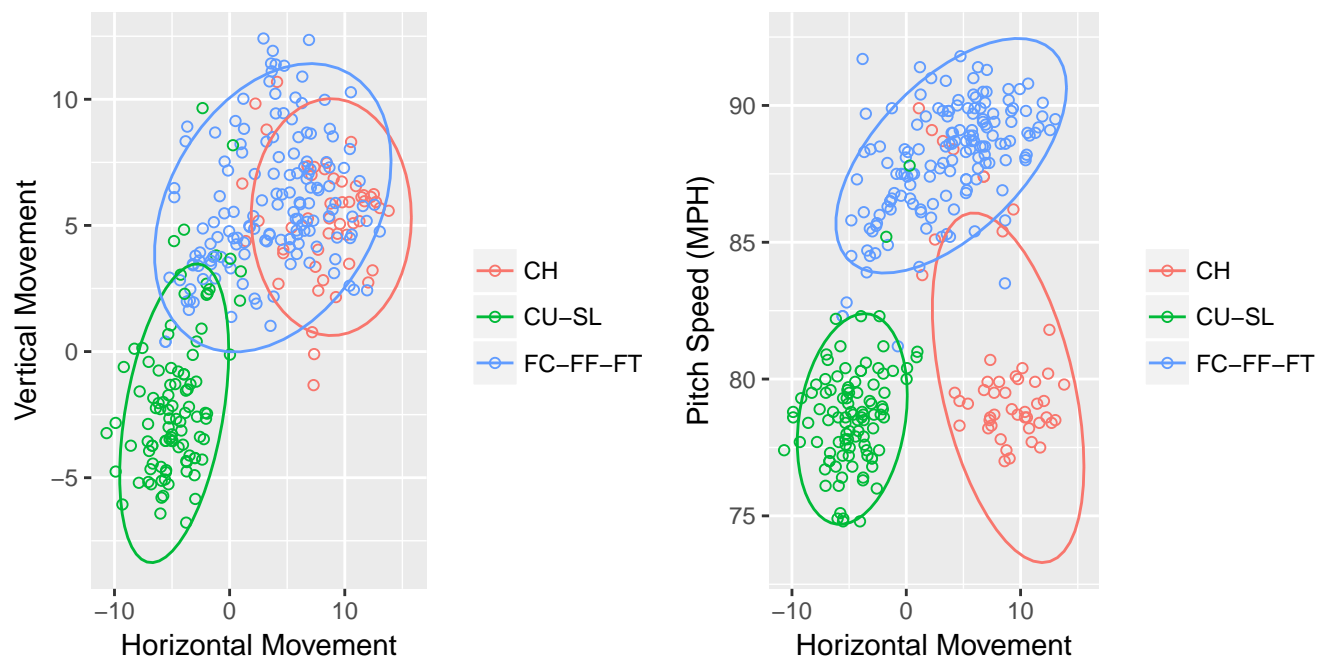 Vertical Movement
10
5
0
−5
−10
0
10
Horizontal Movement
CH
CU−SL
FC−FF−FT
Pitch Speed (MPH)
90
85
80
75
−10
0
10
Horizontal Movement
CH
CU−SL
FC−FF−FT